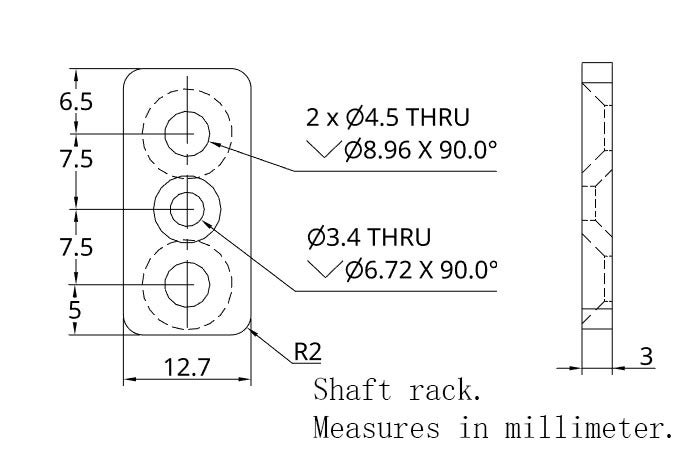 6.5
7.5
7.5
5
12.7
2 x Ø4.5 THRU
⌵Ø8.96 X 90.0°
Ø3.4 THRU
⌵Ø6.72 X 90.0°
R2
3
Shaft rack.
Measures in millimeter.